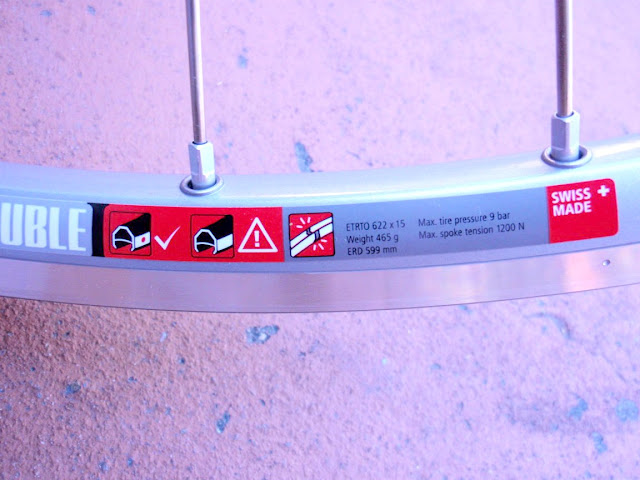 UBLE
ETRTO 622 x 15
Weight 465 g
ERD 599 mm
Max. tire pressure 9 bar
Max. spoke tension 1200 N
SWISS
MADE